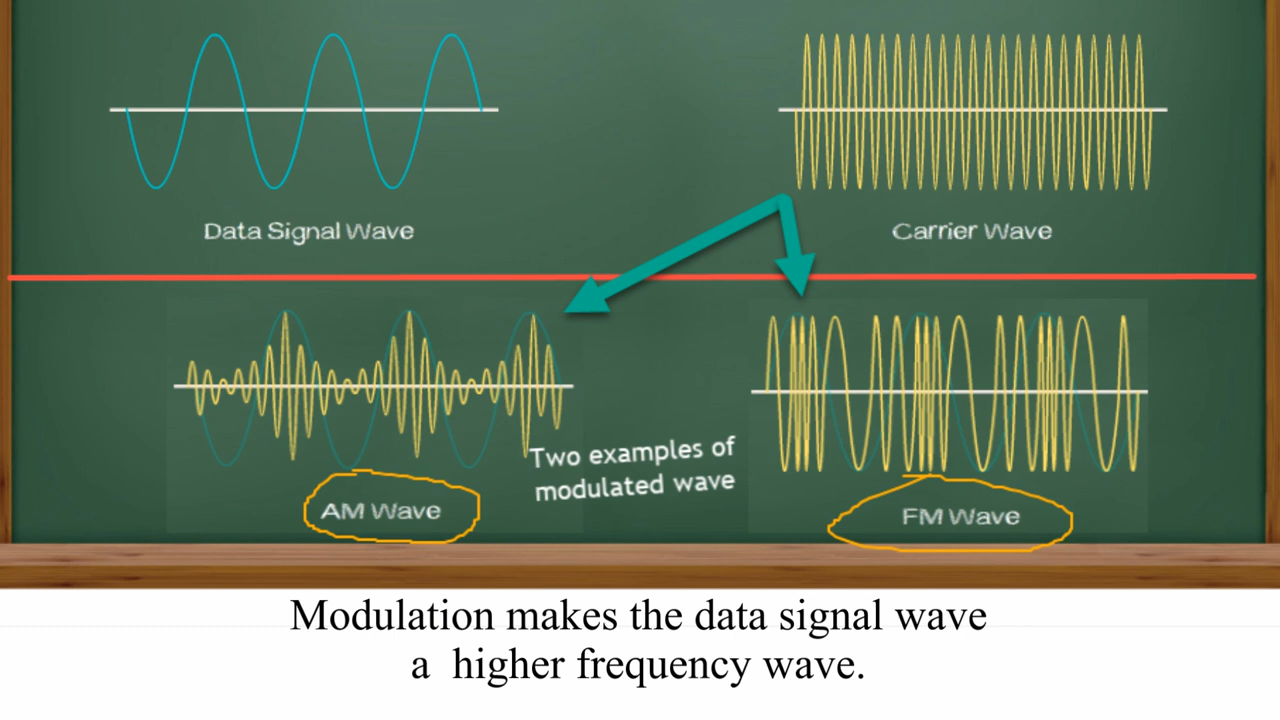 Data Signal Wave
Carrier Wave
Two examples of
modulated wave
AM Wave
FM Wave
Modulation makes the data signal wave
a higher frequency wave.